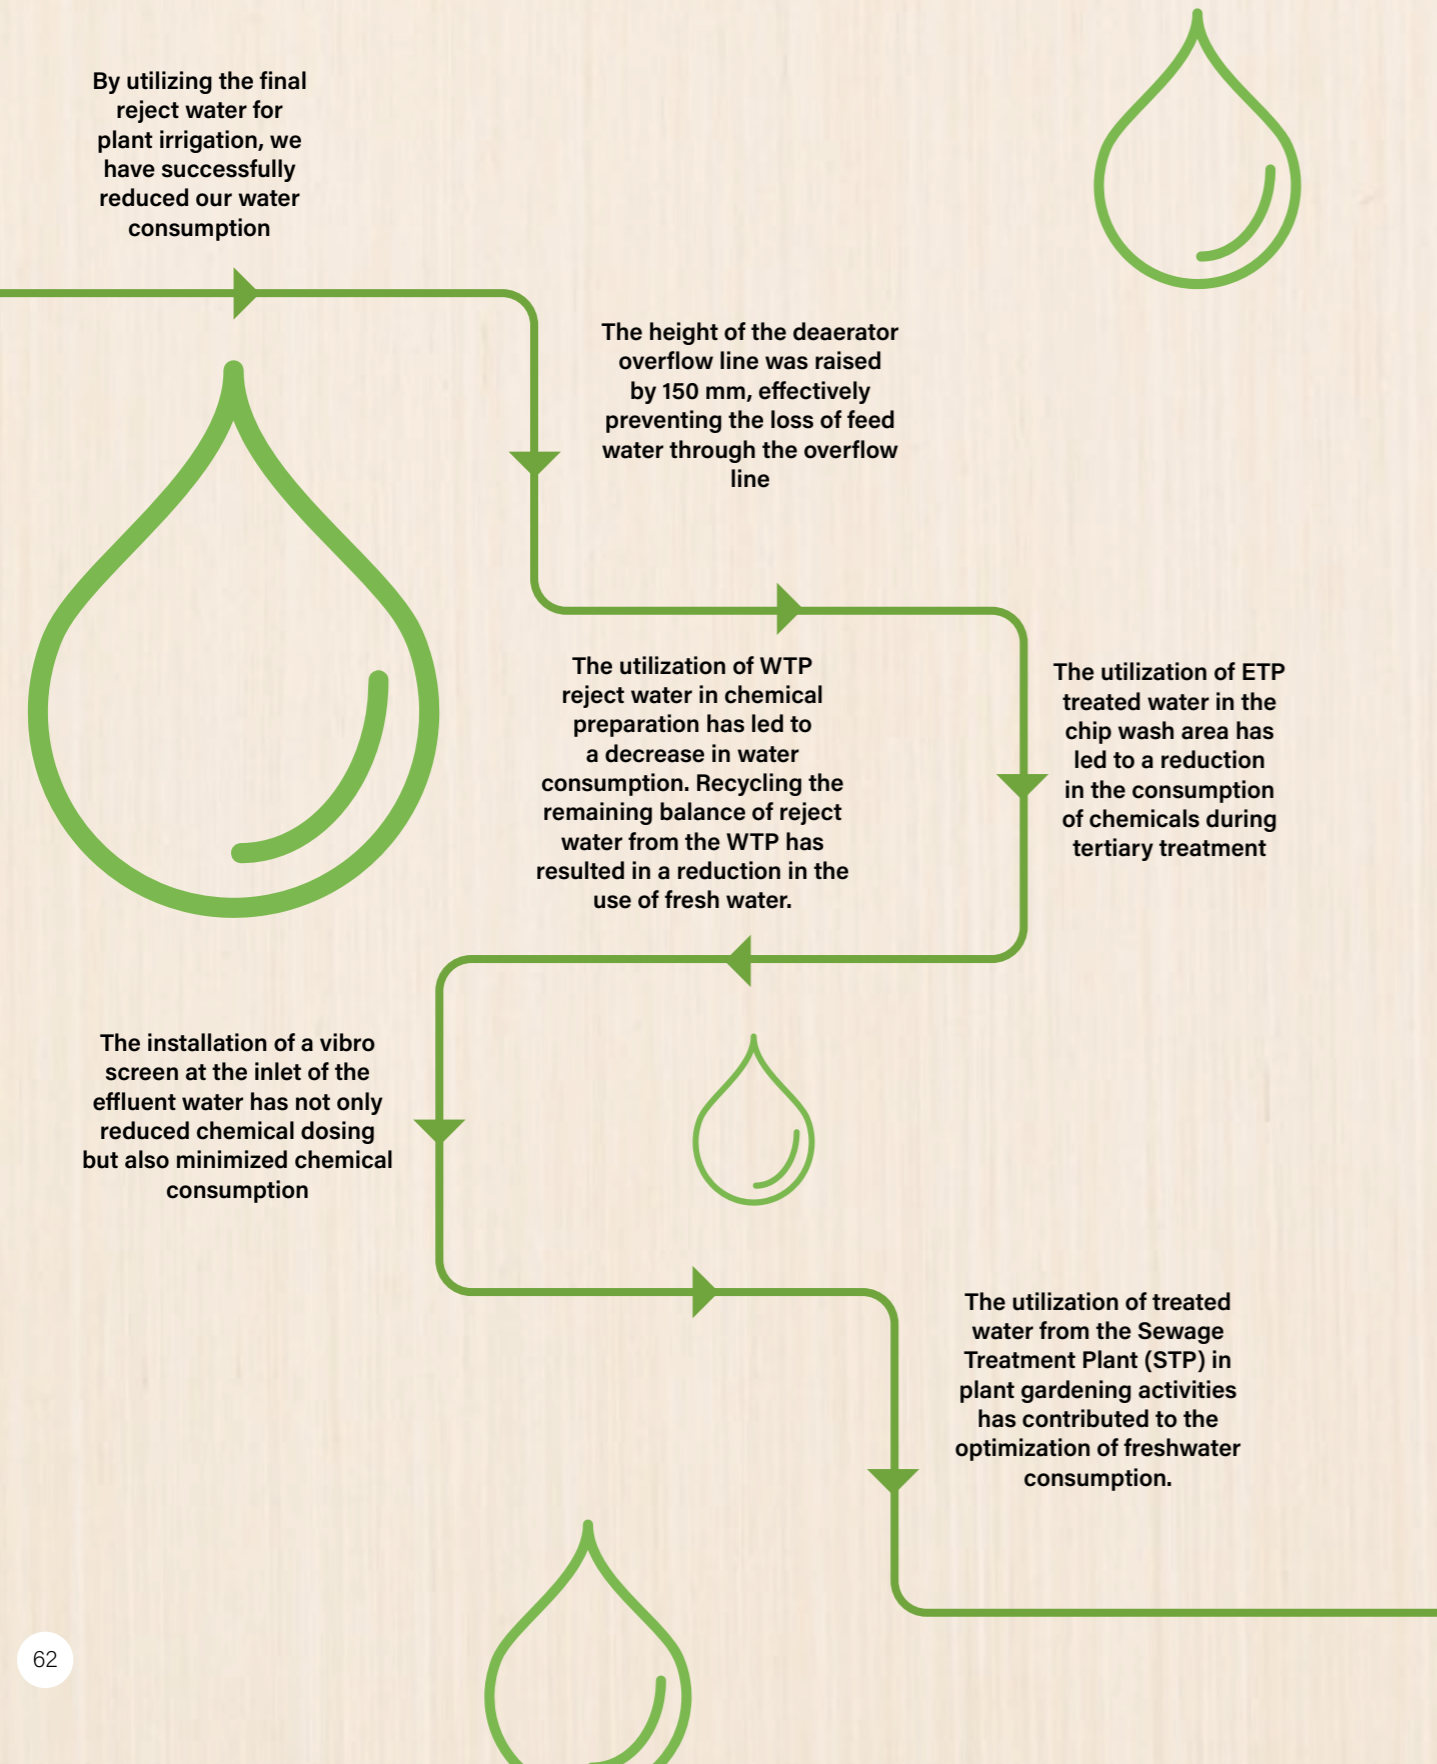 By utilizing the final
reject water for
plant irrigation, we
have successfully
reduced our water
consumption
The height of the deaerator
overflow line was raised
by 150 mm, effectively
preventing the loss of feed
water through the overflow
line
The utilization of WTP
reject water in chemical
preparation has led to
a decrease in water
consumption. Recycling the
remaining balance of reject
water from the WTP has
resulted in a reduction in the
use of fresh water.
The utilization of ETP
treated water in the
chip wash area has
led to a reduction
in the consumption
of chemicals during
tertiary treatment
The installation of a vibro
screen at the inlet of the
effluent water has not only
reduced chemical dosing
but also minimized chemical
consumption
The utilization of treated
water from the Sewage
Treatment Plant (STP) in
plant gardening activities
has contributed to the
optimization of freshwater
consumption.
62